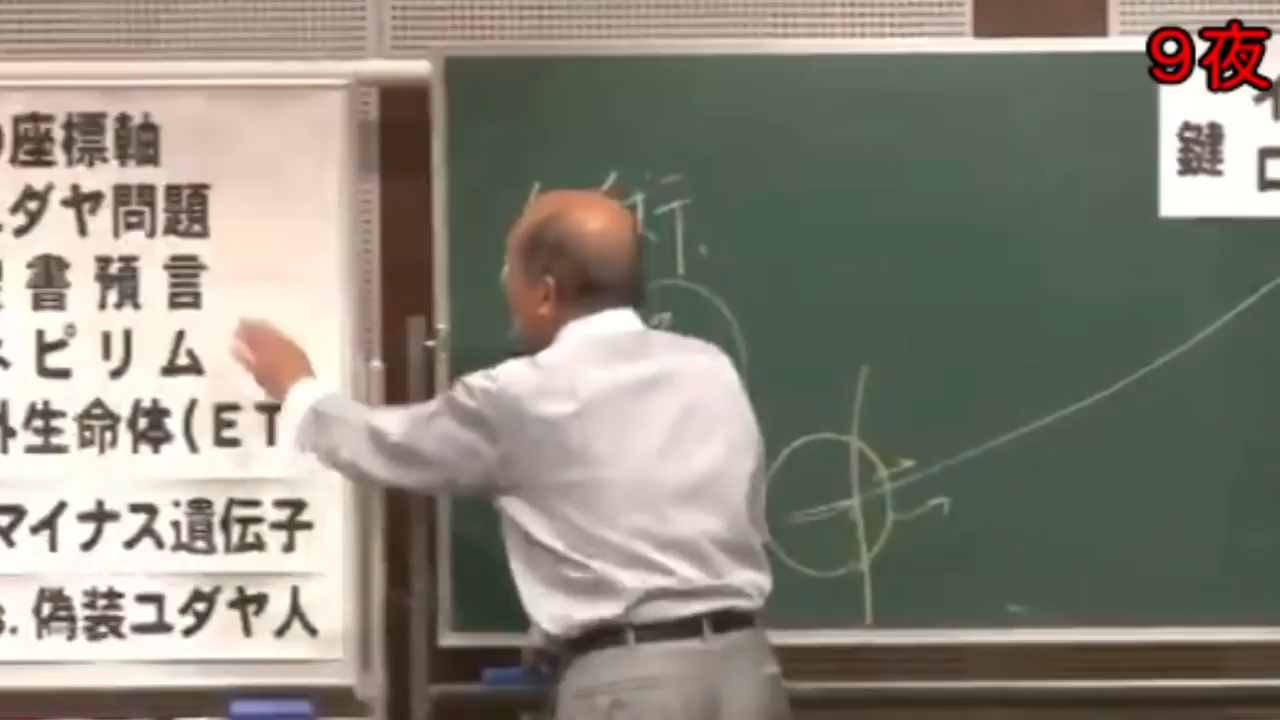 座標軸
ダヤ問題
書預言
ピリム
外生命体(ET
マイナス遺伝子
s.偽装ユダヤ人
行
9夜
鍵